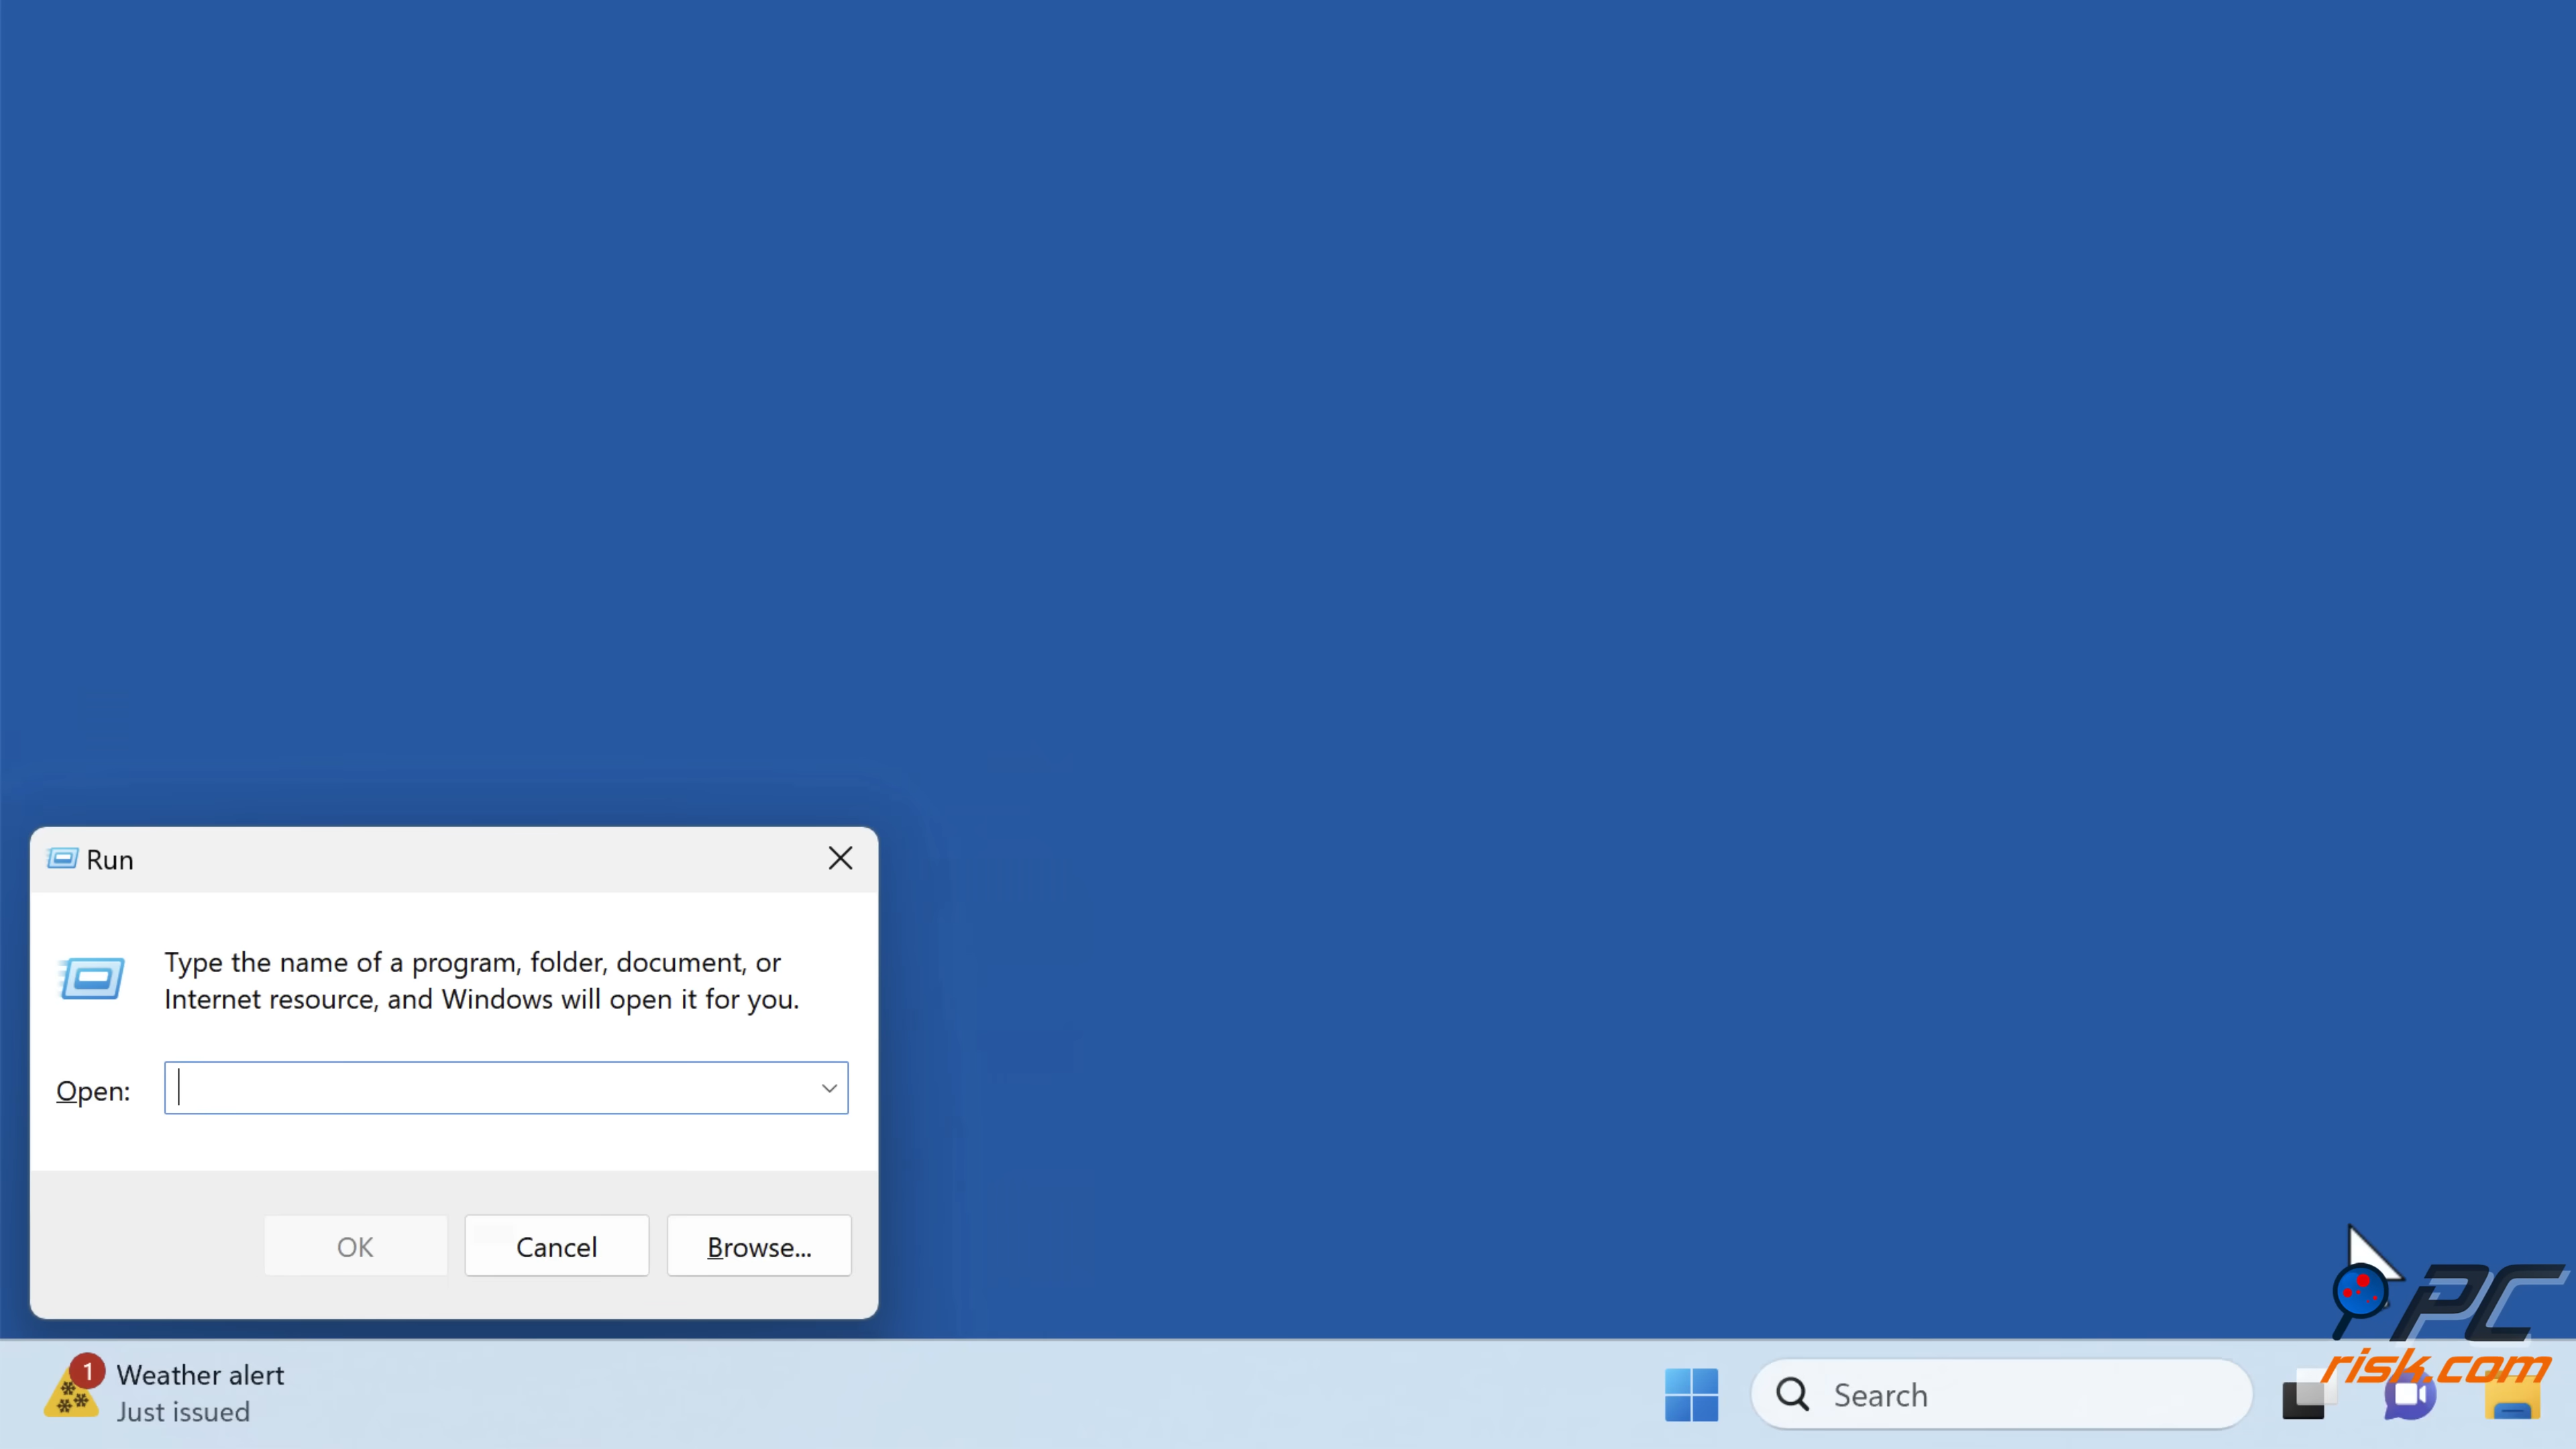 Run
Type the name of a program, folder, document, or
Internet resource, and Windows will open it for you.
Open:
OK
Cancel
Browse...
1
Weather alert
Just issued
Search
PC
risk.com